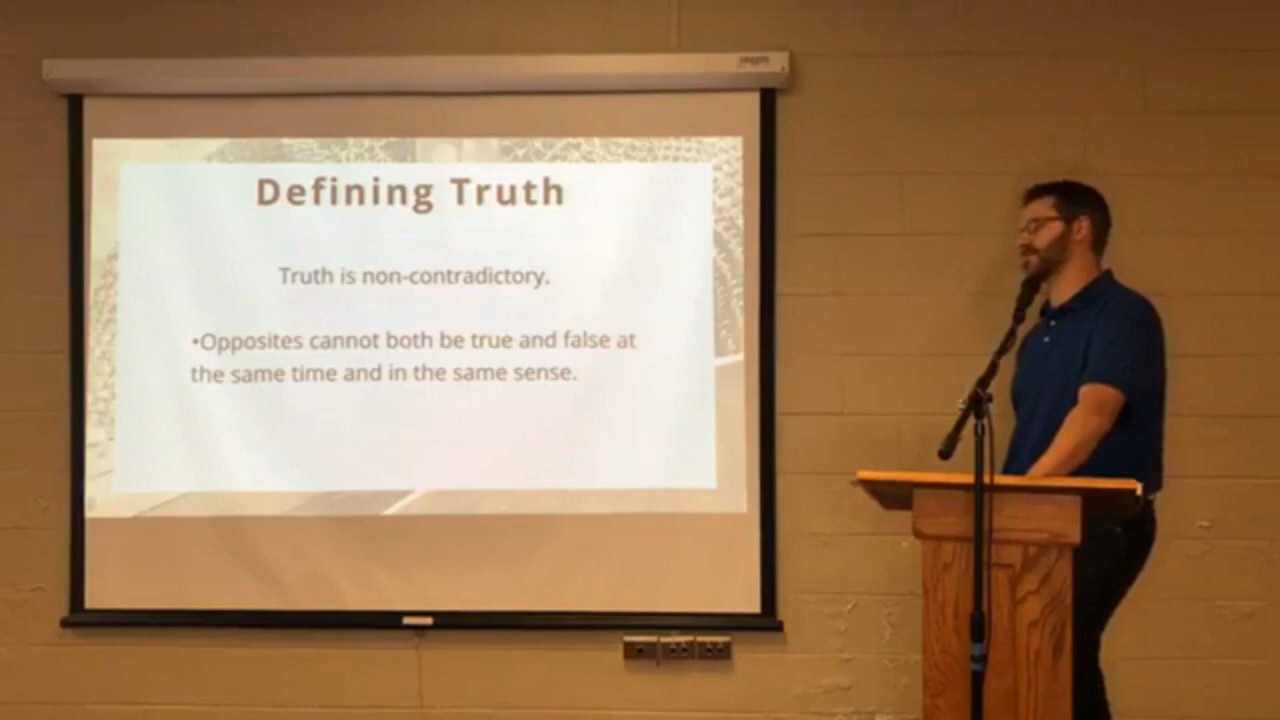 Defining Truth
Truth is non-contradictory.
•Opposites cannot both be true and false at
the same time and in the same sense.